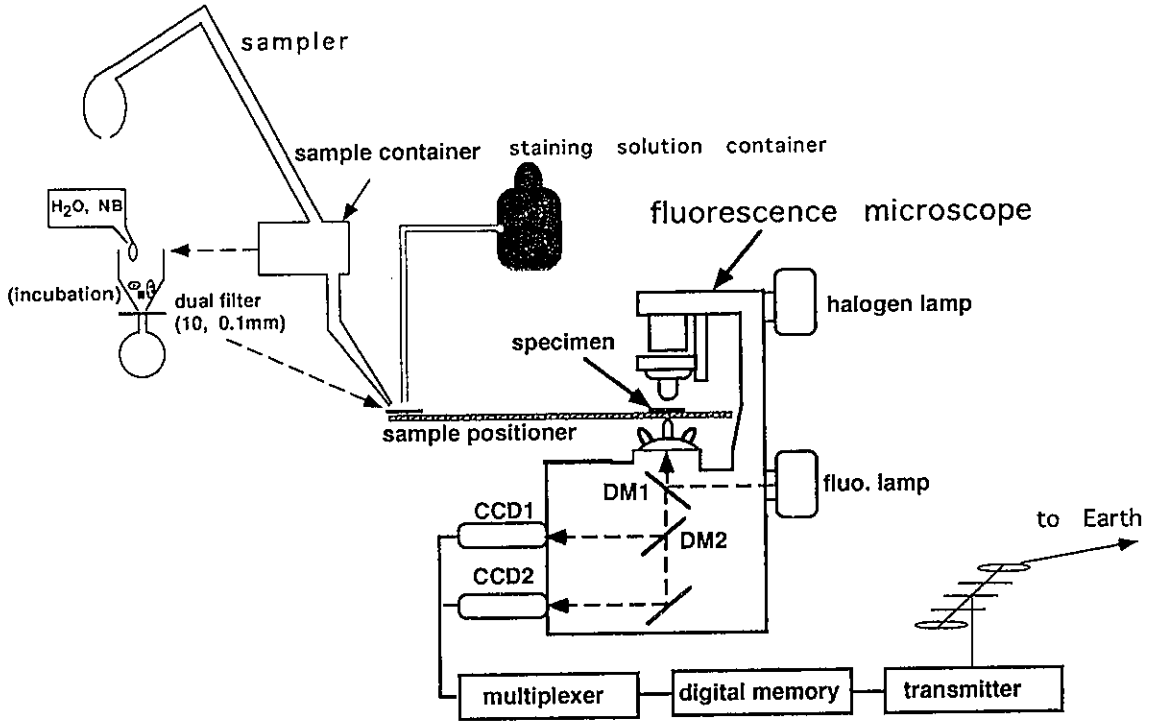 sampler
sample container
staining solution container
H₂O, NB
fluorescence microscope
(incubation)
dual filter
(10, 0.1mm)
halogen lamp
specimen
sample positioner
DM1
fluo. lamp
CCD1
DM2
to Earth
CCD2
multiplexer
digital memory
transmitter